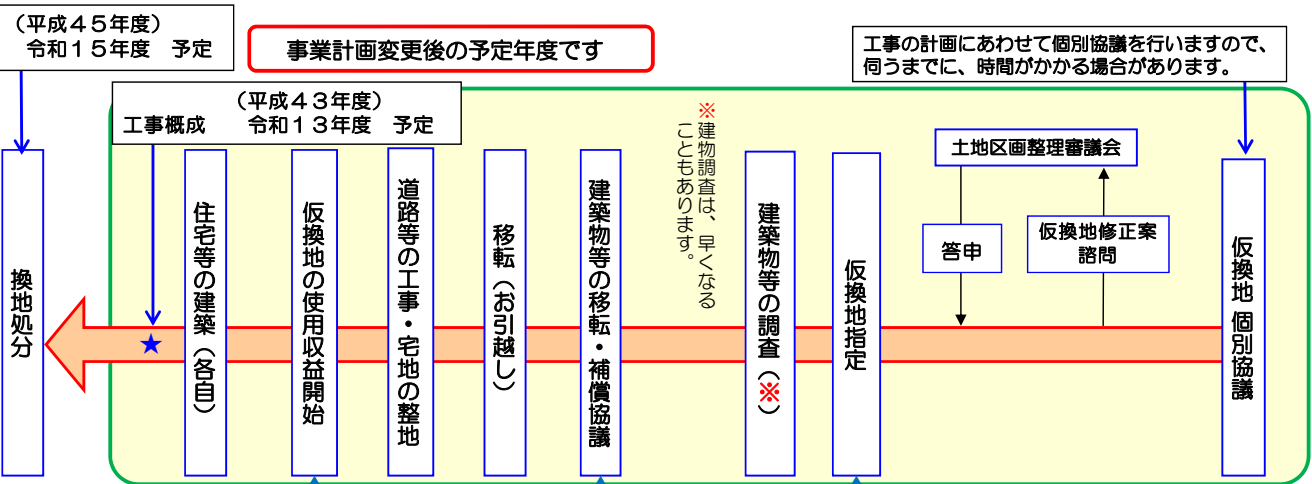 （平成４５年度）
令和１５年度　予定
事業計画変更後の予定年度です
工事の計画にあわせて個別協議を行いますので、
伺うまでに、時間がかかる場合があります。
（平成４３年度）
工事概成　　令和１３年度　予定
※建物調査は、早くなる
こともあります。
土地区画整理審議会
答申
仮換地修正案
諮問
仮換地 個別協議
仮換地指定
建築物等の調査（※）
建築物等の移転・補償協議
移転（お引越し）
道路等の工事・宅地の整地
仮換地の使用収益開始
住宅等の建築（各自）
★
換地処分